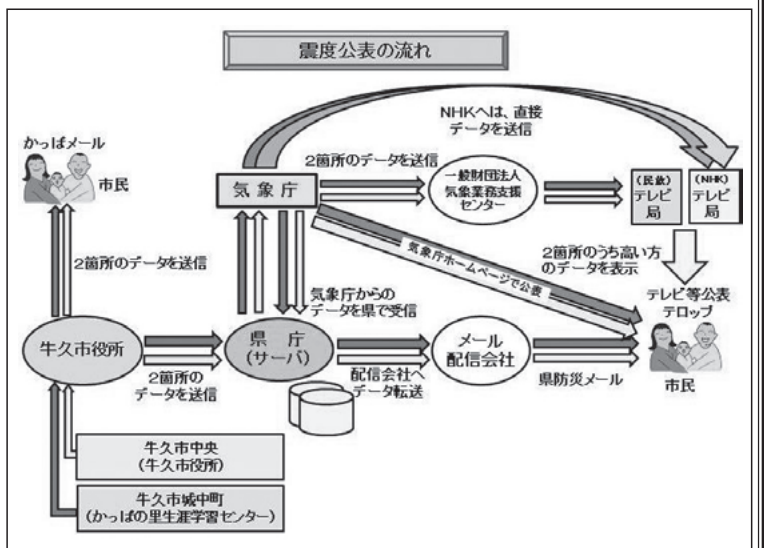 震度公表の流れ
NHKへは、直接
データを送信
かっぱメール
市民
2箇所のデータを送信
気象庁
一般財団法人
気象業務支援
センター
(民放)
テレビ
局
(NHK)
テレビ
局
2箇所のデータを送信
気象庁ホームページで公表
2箇所のうち高い方
のデータを表示
気象庁からの
データを県で受信
テレビ等公表
テロップ
牛久市役所
県庁
(サーバ)
メール
配信会社
2箇所の
データを送信
配信会社へ
データ転送
県防災メール
市民
牛久市中央
(牛久市役所)
牛久市城中町
(かっぱの里生涯学習センター)